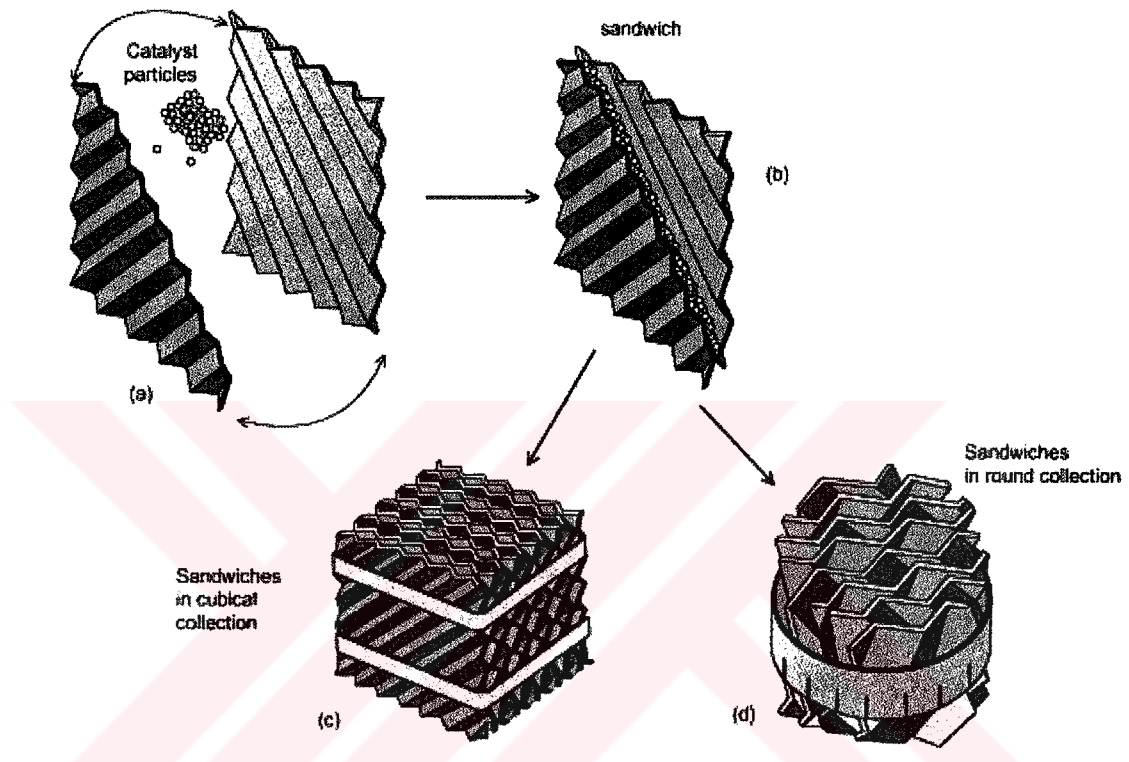 Catalyst
particles
(a)
sandwich
(b)
Sandwiches
in cubical
collection
(c)
Sandwiches
in round collection
(d)